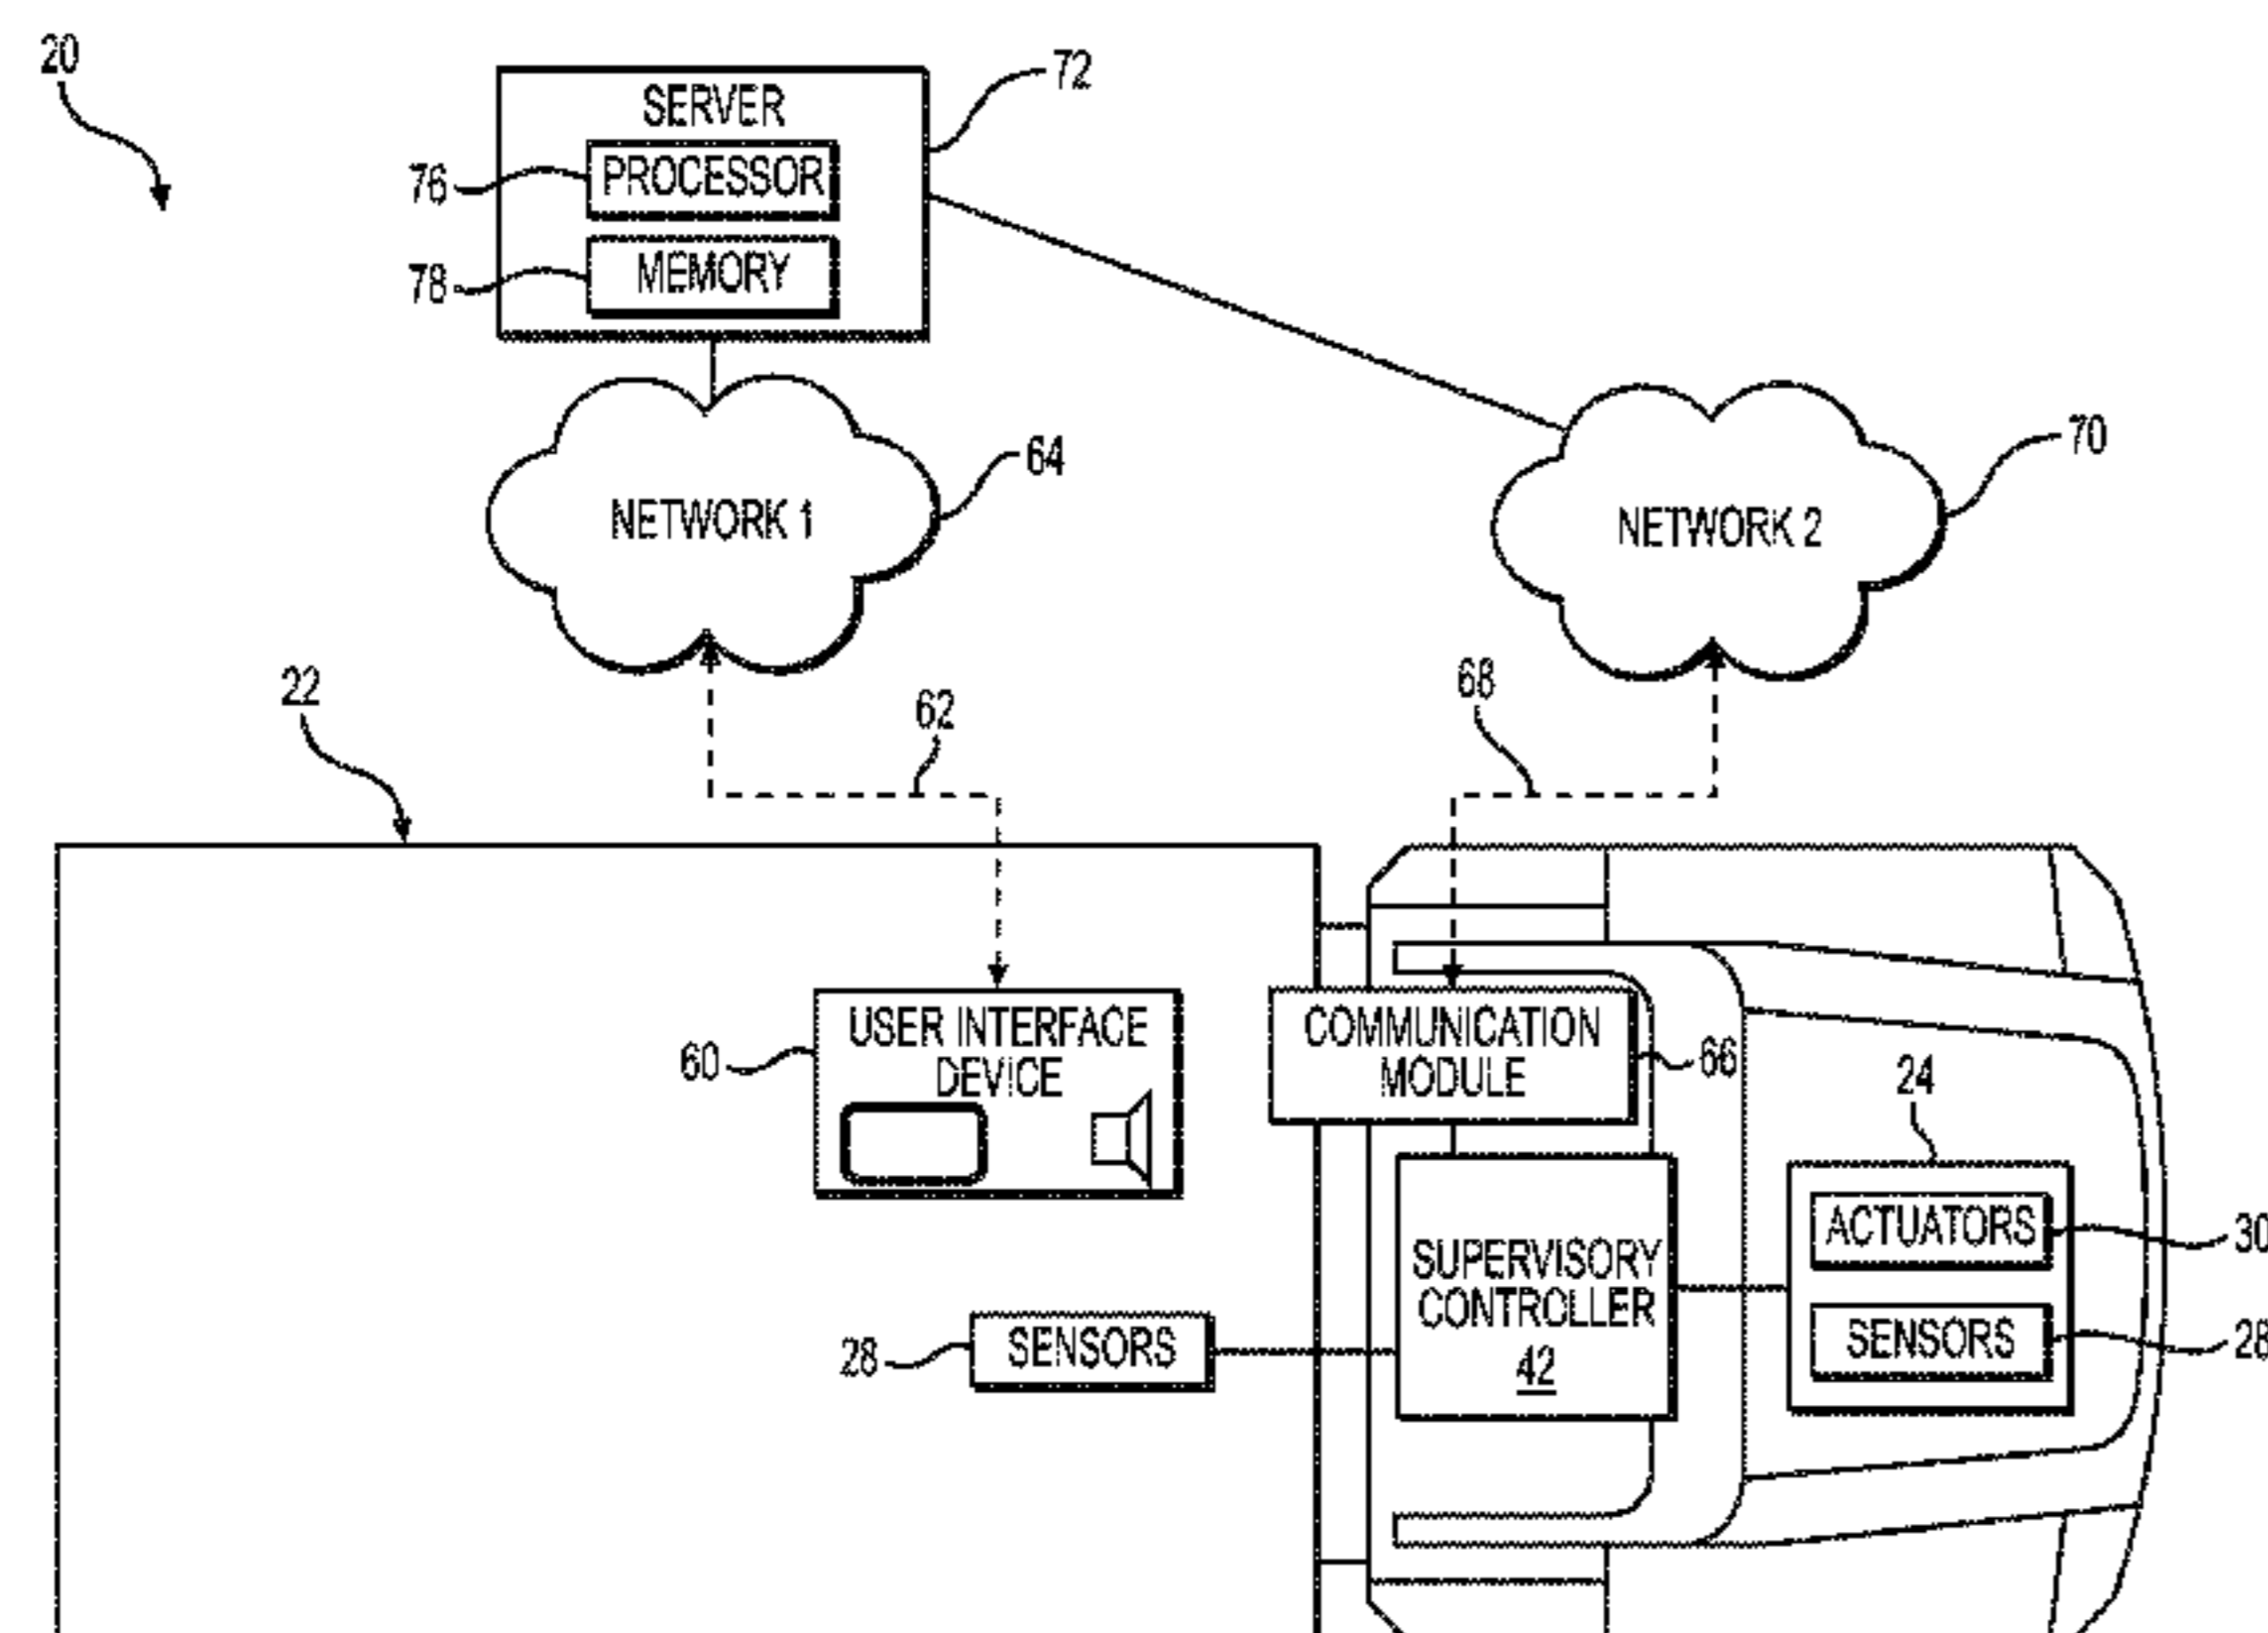 20
SERVER
72
76
PROCESSOR
78
MEMORY
NETWORK 1
64
NETWORK 2
70
22
62
68
60
USER INTERFACE
DEVICE
COMMUNICATION
MODULE
66
24
ACTUATORS
30
SUPERVISORY
CONTROLLER
42
28
SENSORS
SENSORS
28